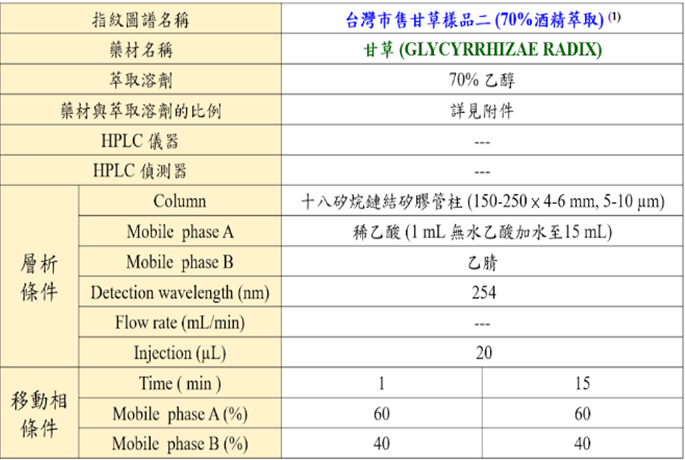 指紋圖譜名稱 台灣市售甘草樣品二 (70%酒精萃取) (1)
藥材名稱 甘草 (GLYCYRRHIZAE RADIX)
萃取溶劑 70% 乙醇
藥材與萃取溶劑的比例 詳見附件
HPLC 儀器 ---
HPLC 偵測器 ---
層析條件
Column 十八矽烷鏈結矽膠管柱 (150-250 x 4-6 mm, 5-10 µm)
Mobile phase A 稀乙酸 (1 mL 無水乙酸加水至15 mL)
Mobile phase B 乙腈
Detection wavelength (nm) 254
Flow rate (mL/min) ---
Injection (µL) 20
移動相條件
Time ( min ) 1 15
Mobile phase A (%) 60 60
Mobile phase B (%) 40 40